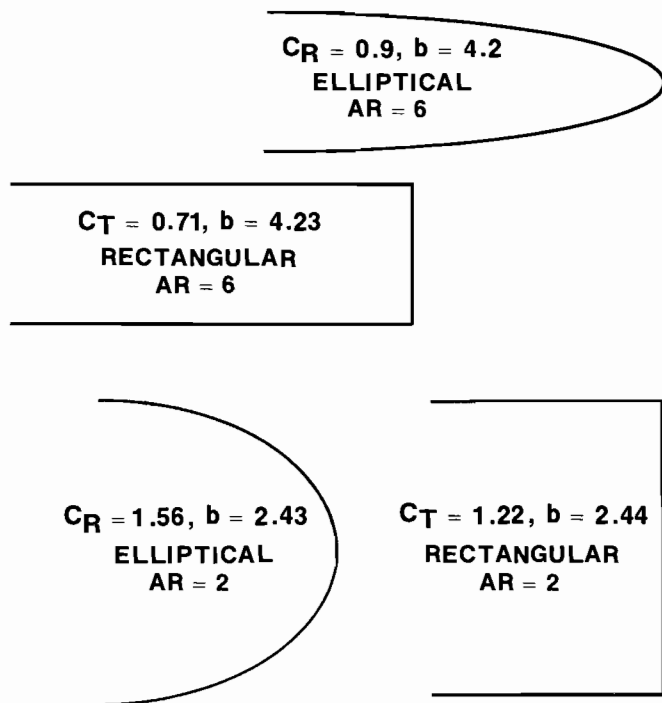 CR = 0.9, b = 4.2
ELLIPTICAL
AR = 6
CT = 0.71, b = 4.23
RECTANGULAR
AR = 6
CR = 1.56, b = 2.43
ELLIPTICAL
AR = 2
CT = 1.22, b = 2.44
RECTANGULAR
AR = 2